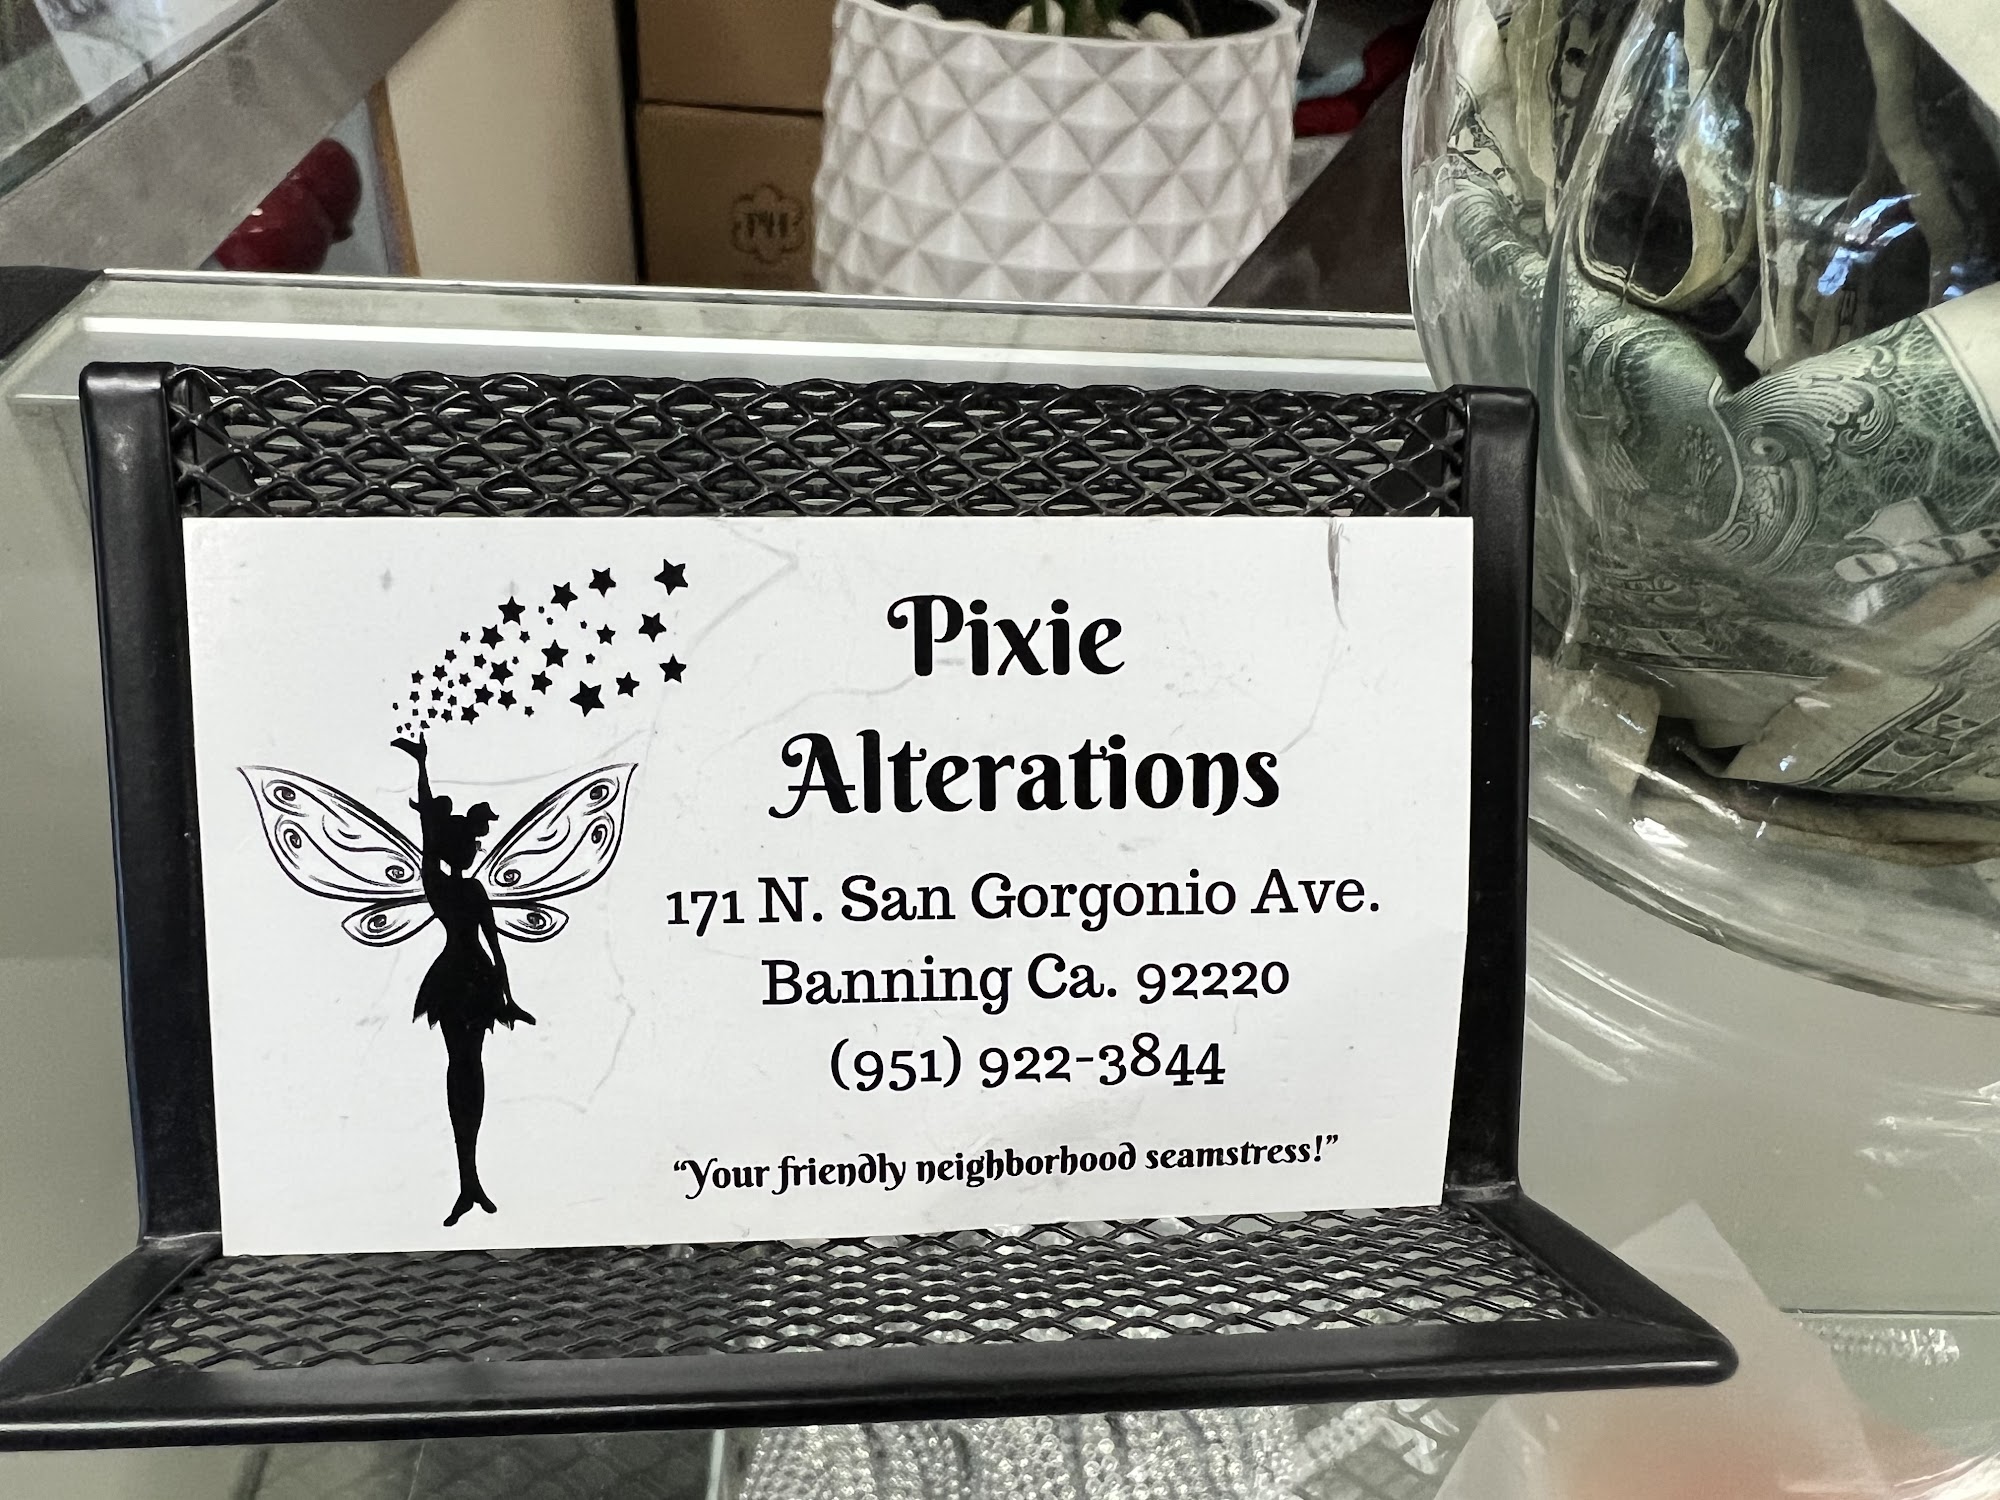 Pixie
Alterations
171 N. San Gorgonio Ave.
Banning Ca. 92220
(951) 922-3844
“Your friendly neighborhood seamstress!”